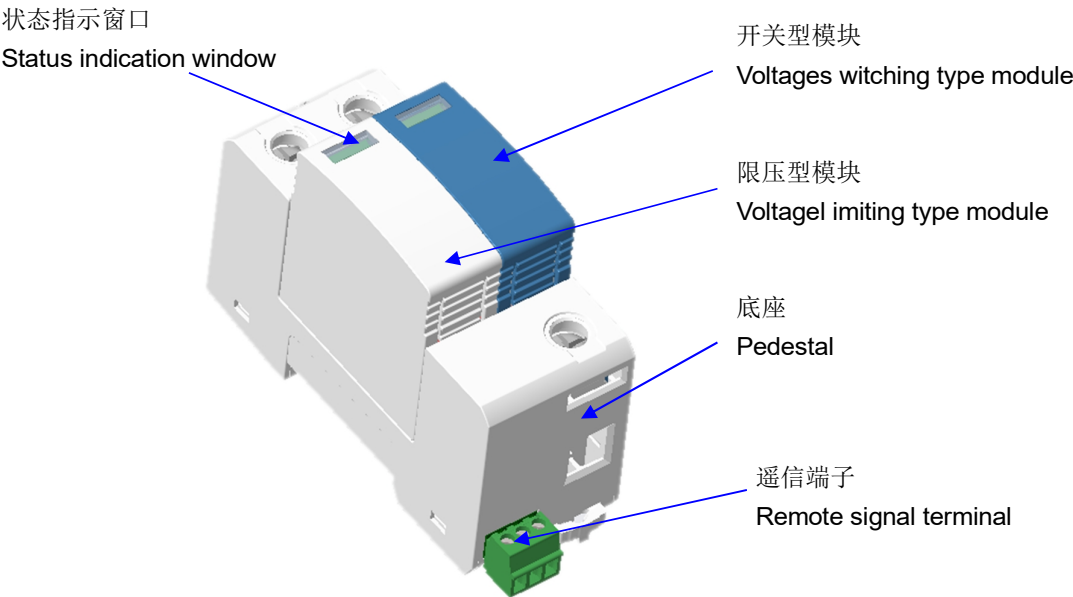 状态指示窗口
Status indication window
开关型模块
Voltages witching type module
限压型模块
Voltagel imiting type module
底座
Pedestal
遥信端子
Remote signal terminal